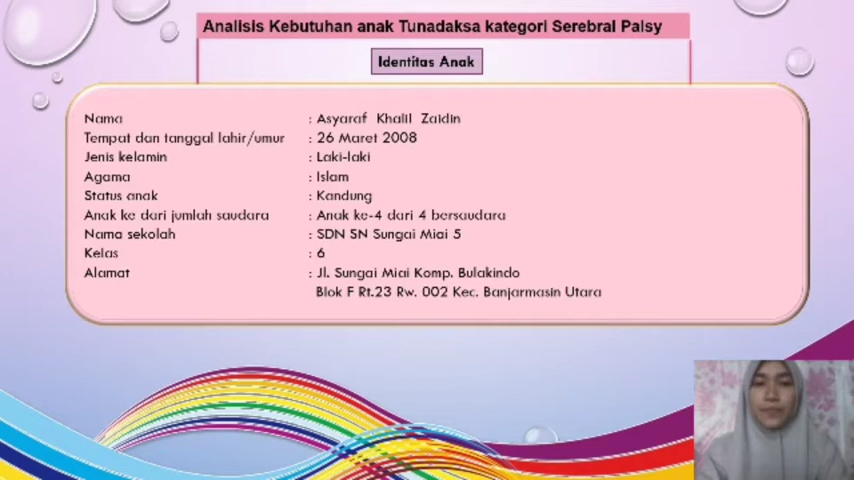 Analisis Kebutuhan anak Tunadaksa kategori Serebral Palsy
Identitas Anak
Nama : Asyaraf Khalil Zaidin
Tempat dan tanggal lahir/umur : 26 Maret 2008
Jenis kelamin : Laki-laki
Agama : Islam
Status anak : Kandung
Anak ke dari jumlah saudara : Anak ke-4 dari 4 bersaudara
Nama sekolah : SDN SN Sungai Miai 5
Kelas : 6
Alamat : Jl. Sungai Miai Komp. Bulakindo
Blok F Rt.23 Rw. 002 Kec. Banjarmasin Utara